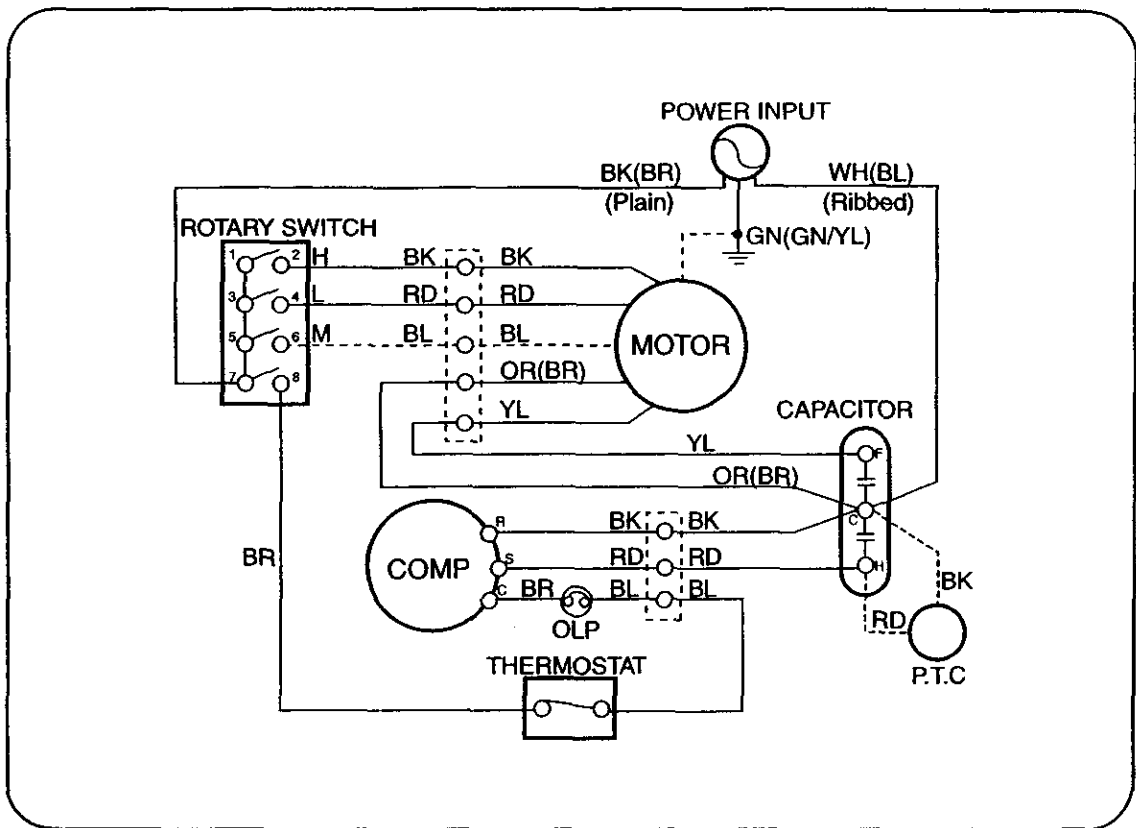 POWER INPUT
BK(BR)
(Plain)
WH(BL)
(Ribbed)
GN(GN/YL)
ROTARY SWITCH
1 2 H BK BK
3 4 L RD RD
5 6 M BL BL
7 8
MOTOR
OR(BR)
YL
CAPACITOR
YL
F
OR(BR)
C
H
R BK BK
COMP
S RD RD
C BR BL BL
OLP
BR
BK
RD
P.T.C
THERMOSTAT